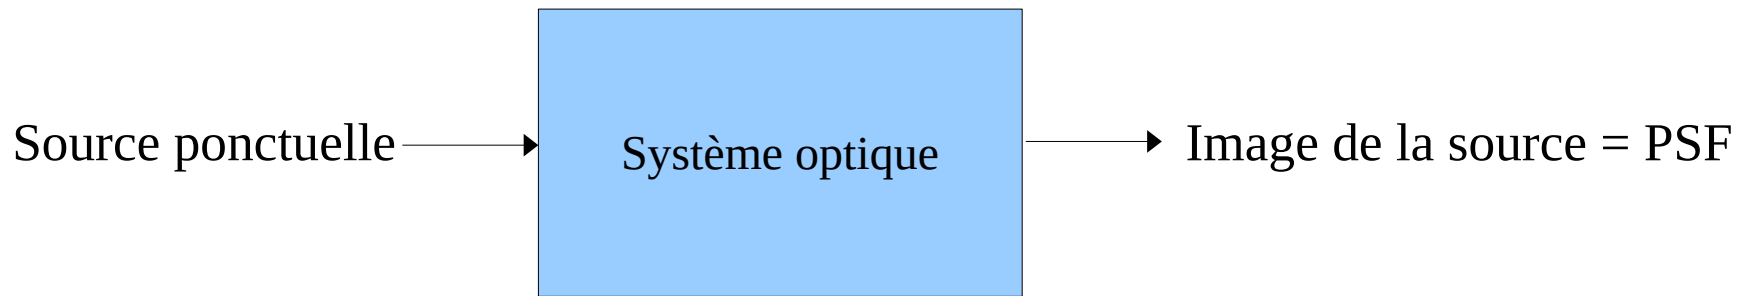 Source ponctuelle
Système optique
Image de la source = PSF